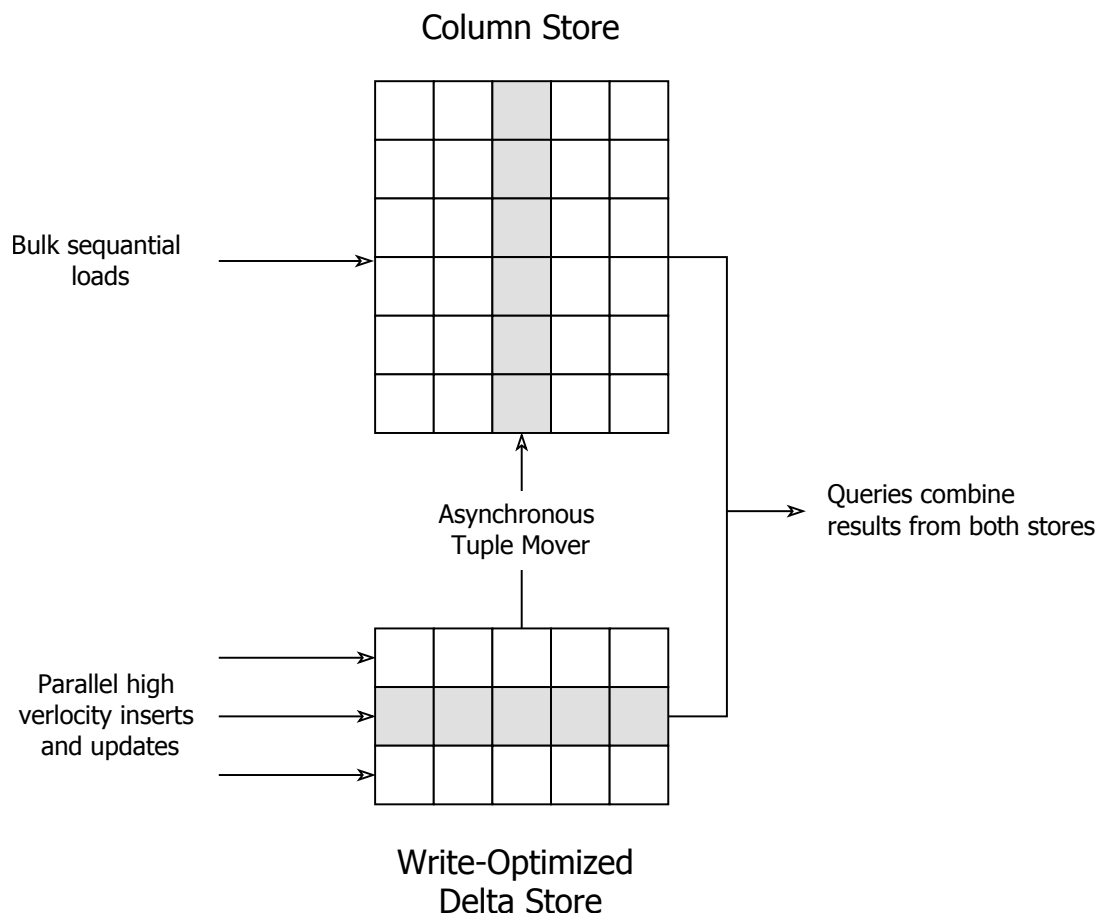 Column Store
Bulk sequantial
loads
Asynchronous
Tuple Mover
Queries combine
results from both stores
Parallel high
verlocity inserts
and updates
Write-Optimized
Delta Store